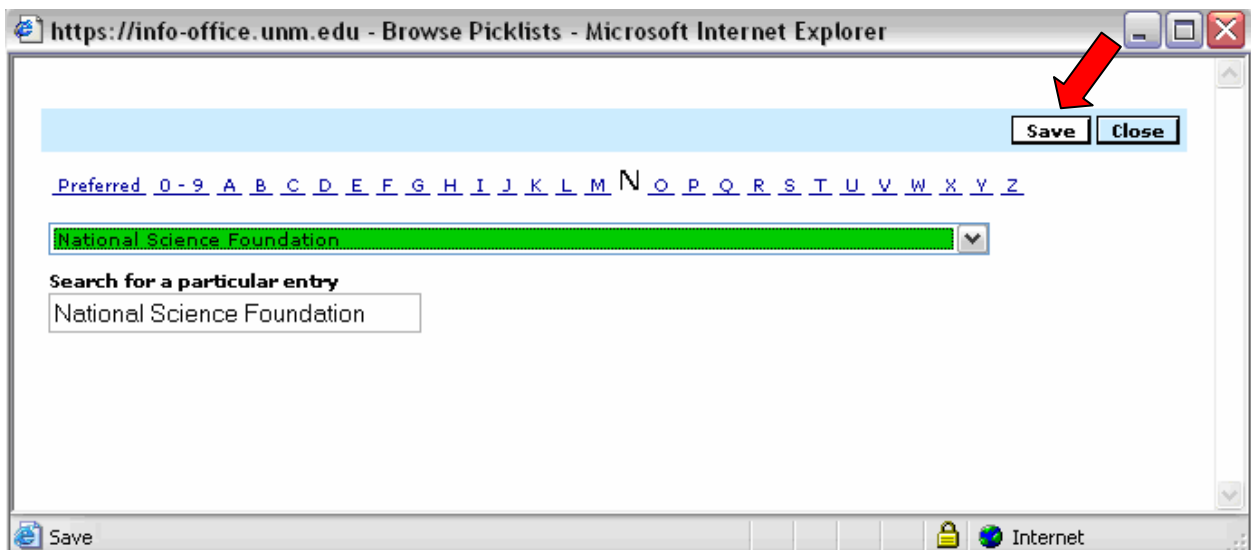 https://info-office.unm.edu - Browse Picklists - Microsoft Internet Explorer
Save Close
Preferred 0-9 A B C D E F G H I J K L M N O P Q R S T U V W X Y Z
National Science Foundation
Search for a particular entry
National Science Foundation
Save Internet